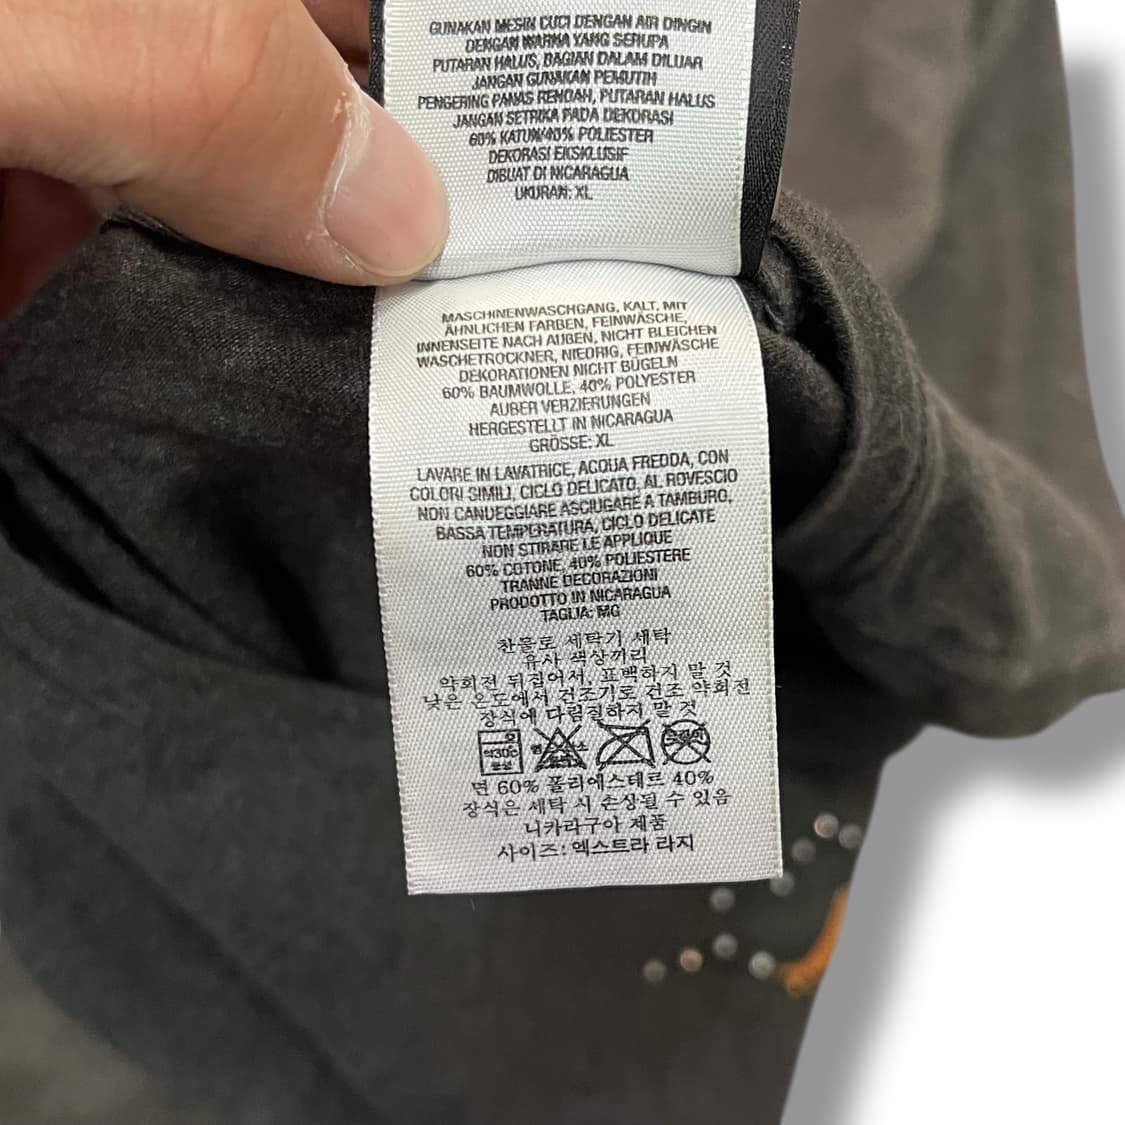 GUNAKAN MESIN CUCI DENGAN AIR DINGIN
DENGAN WARNA YANG SERUPA
PUTARAN HALUS, BAGIAN DALAM DILUAR
JANGAN GUNAKAN PEMUTIH
PENGERING PANAS RENDAH, PUTARAN HALUS
JANGAN SETRIKA PADA DEKORASI
60% KATUN/40% POLIESTER
DEKORASI EKSKLUSIF
DIBUAT DI NICARAGUA
UKURAN: XL
MASCHINENWASCHGANG, KALT, MIT
ÄHNLICHEN FARBEN, FEINWÄSCHE,
INNENSEITE NACH AUßEN, NICHT BLEICHEN
WASCHETROCKNER, NIEDRIG, FEINWÄSCHE
DEKORATIONEN NICHT BÜGELN
60% BAUMWOLLE, 40% POLYESTER
AUßER VERZIERUNGEN
HERGESTELLT IN NICARAGUA
GRÖSSE: XL
LAVARE IN LAVATRICE, ACQUA FREDDA, CON
COLORI SIMILI, CICLO DELICATO, AL ROVESCIO
NON CANDEGGIARE ASCIUGARE A TAMBURO,
BASSA TEMPERATURA, CICLO DELICATE
NON STIRARE LE APPLIQUE
60% COTONE, 40% POLIESTERE
TRANNE DECORAZIONI
PRODOTTO IN NICARAGUA
TAGLIA: MG
찬물로 세탁기 세탁
유사 색상끼리
약회전 뒤집어서, 표백하지 말 것
낮은 온도에서 건조기로 건조 약회전
장식에 다림질하지 말 것
약30℃
중성
면 60% 폴리에스테르 40%
장식은 세탁 시 손상될 수 있음
니카라구아 제품
사이즈: 엑스트라 라지